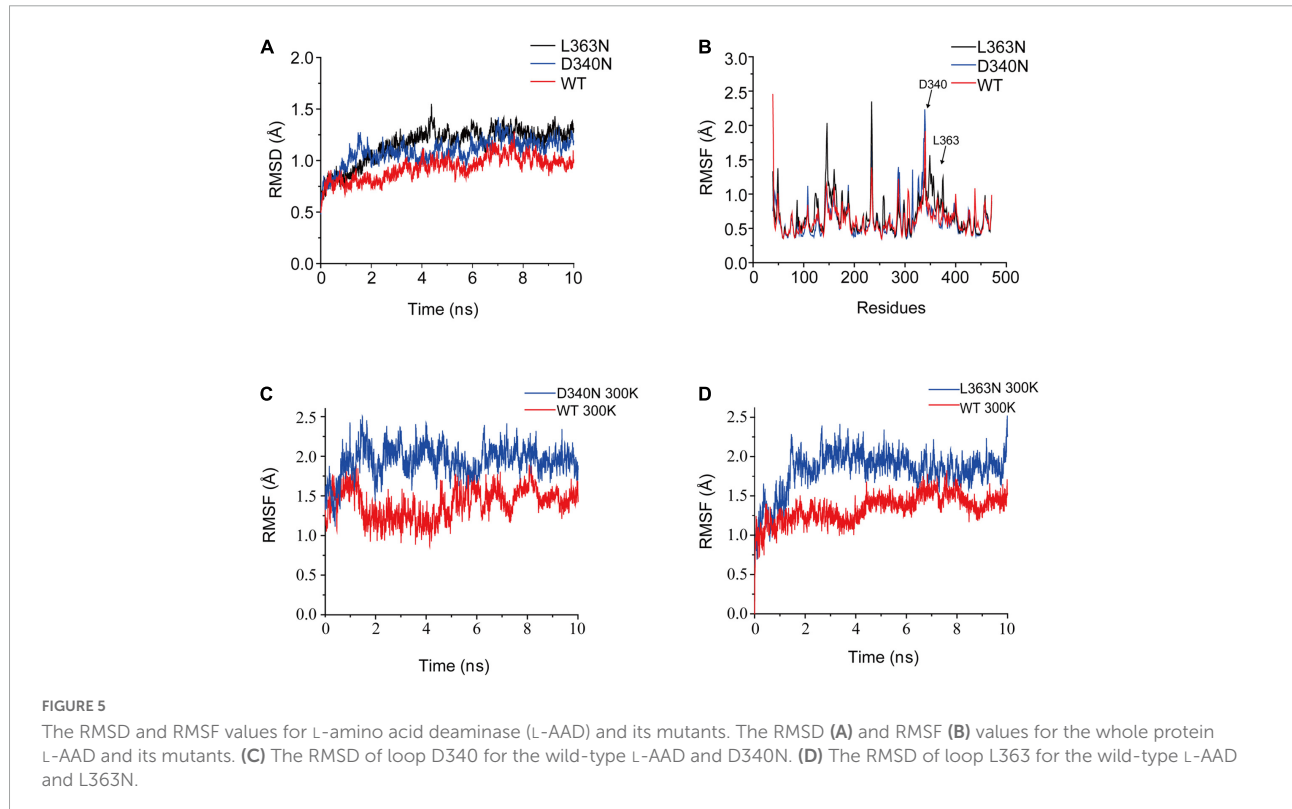 A
L363N
D340N
WT
2.0
1.5
1.0
0.5
0.0
RMSD (Å)
0 2 4 6 8 10
Time (ns)
B
L363N
D340N
WT
D340
L363
3.0
2.5
2.0
1.5
1.0
0.5
0.0
RMSF (Å)
0 100 200 300 400 500
Residues
C
D340N 300K
WT 300K
2.5
2.0
1.5
1.0
0.5
0.0
RMSF (Å)
0 2 4 6 8 10
Time (ns)
D
L363N 300K
WT 300K
2.5
2.0
1.5
1.0
0.5
0.0
RMSF (Å)
0 2 4 6 8 10
Time (ns)
FIGURE 5
The RMSD and RMSF values for L-amino acid deaminase (L-AAD) and its mutants. The RMSD (A) and RMSF (B) values for the whole protein
L-AAD and its mutants. (C) The RMSD of loop D340 for the wild-type L-AAD and D340N. (D) The RMSD of loop L363 for the wild-type L-AAD
and L363N.